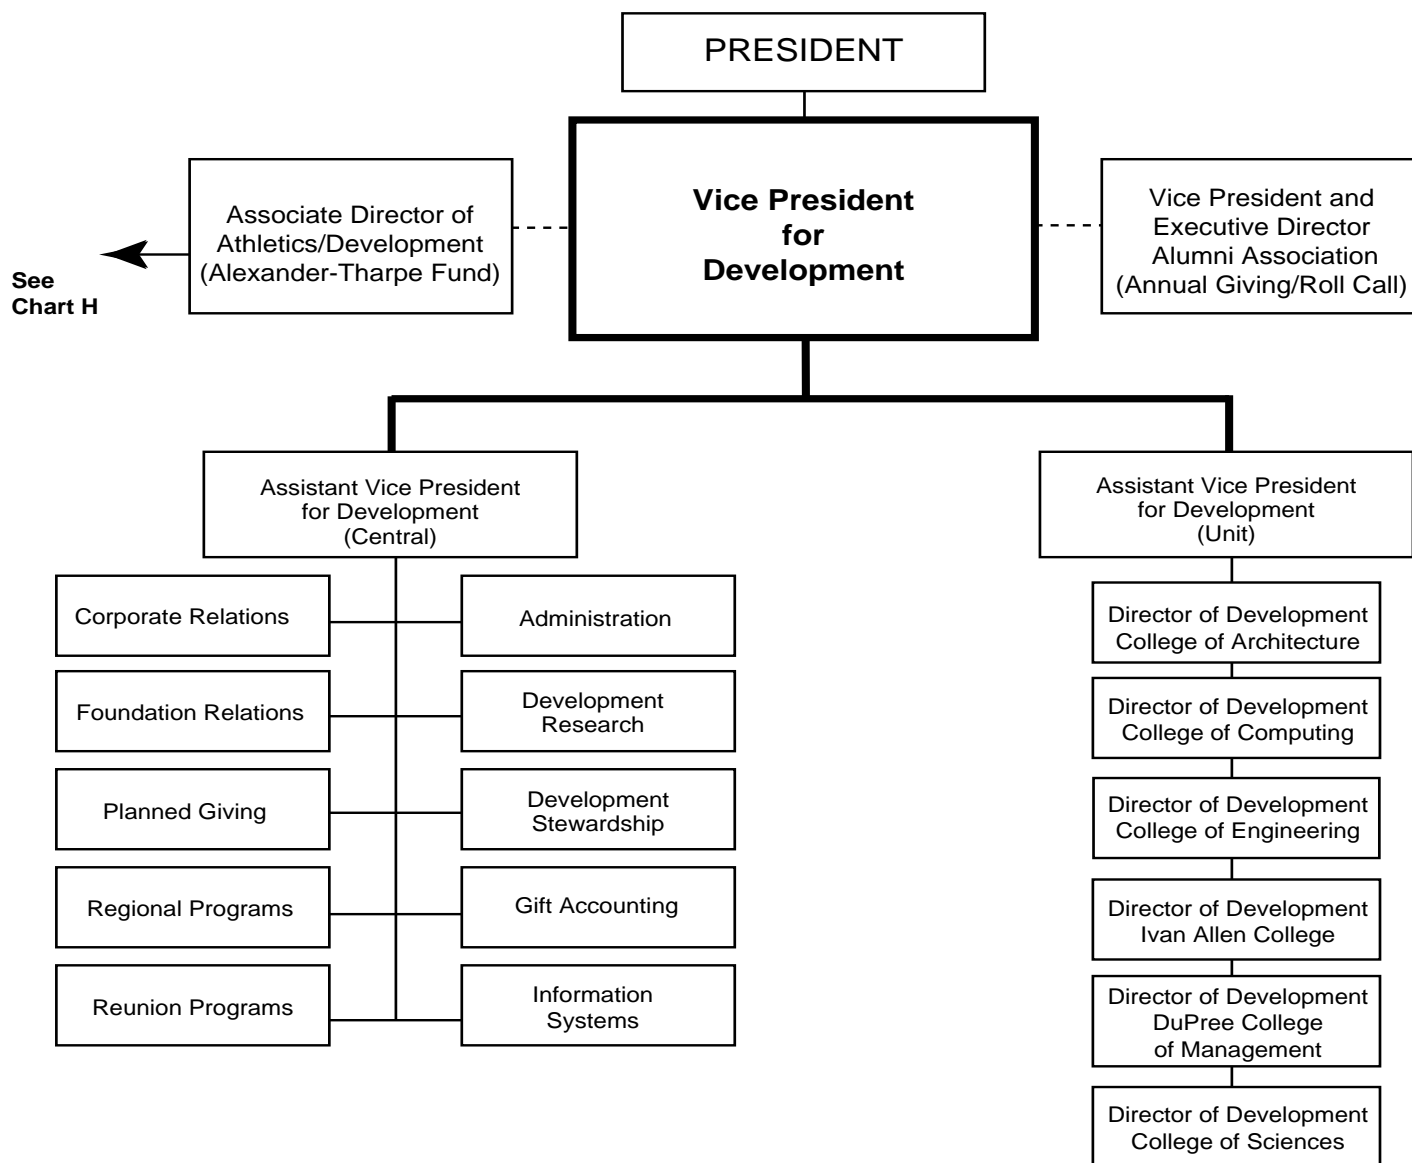 PRESIDENT
Vice President
for
Development
Associate Director of
Athletics/Development
(Alexander-Tharpe Fund)
See
Chart H
Vice President and
Executive Director
Alumni Association
(Annual Giving/Roll Call)
Assistant Vice President
for Development
(Central)
Corporate Relations
Administration
Foundation Relations
Development
Research
Planned Giving
Development
Stewardship
Regional Programs
Gift Accounting
Reunion Programs
Information
Systems
Assistant Vice President
for Development
(Unit)
Director of Development
College of Architecture
Director of Development
College of Computing
Director of Development
College of Engineering
Director of Development
Ivan Allen College
Director of Development
DuPree College
of Management
Director of Development
College of Sciences